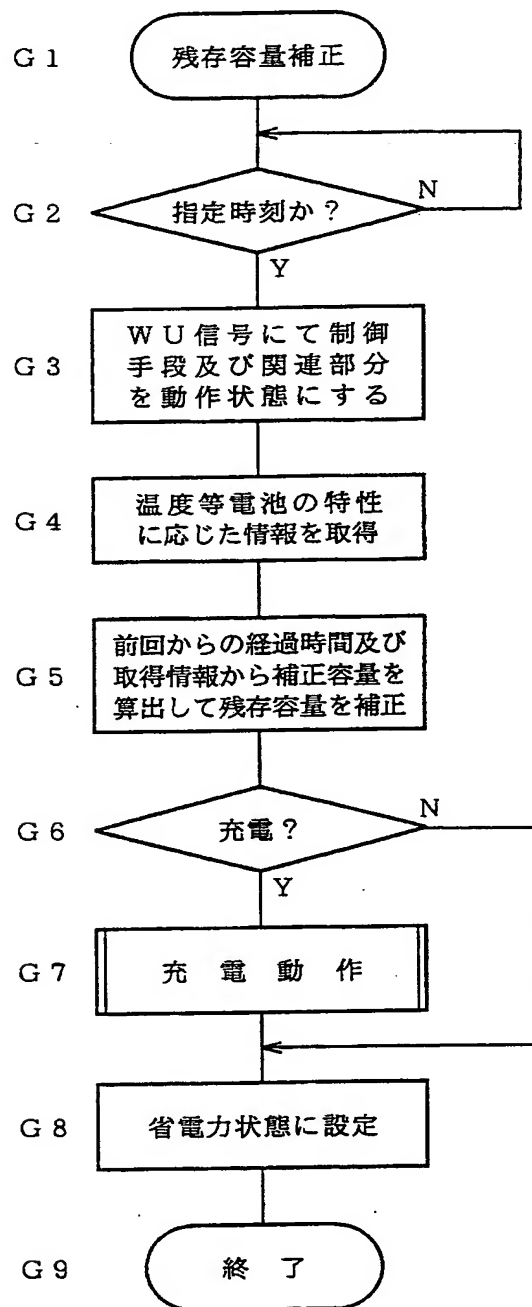 G1 残存容量補正
N
G2 指定時刻か?
Y
WU信号にて制御
G3 手段及び関連部分
を動作状態にする
温度等電池の特性
G4 に応じた情報を取得
前回からの経過時間及び
G5 取得情報から補正容量を
算出して残存容量を補正
N
G6 充電?
Y
G7 充電動作
G8 省電力状態に設定
G9 終了